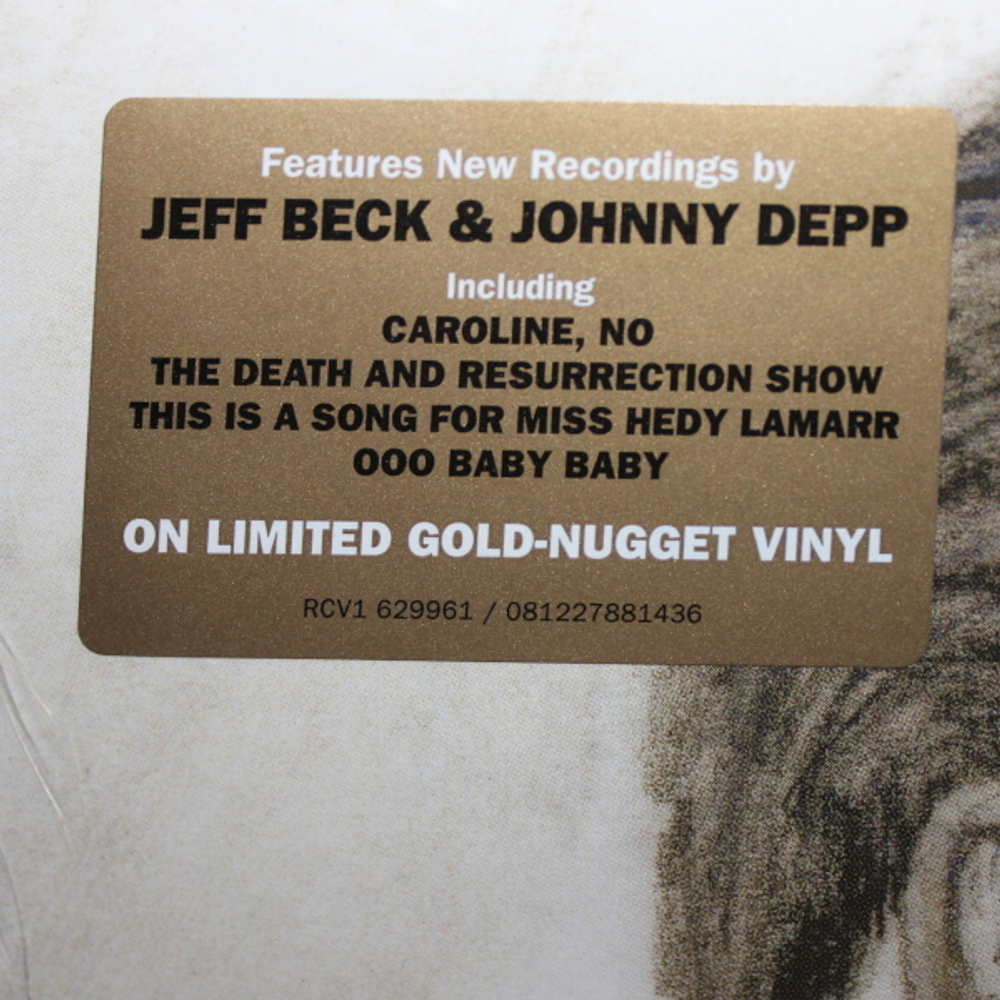 Features New Recordings by
JEFF BECK & JOHNNY DEPP
Including
CAROLINE, NO
THE DEATH AND RESURRECTION SHOW
THIS IS A SONG FOR MISS HEDY LAMARR
OOO BABY BABY
ON LIMITED GOLD-NUGGET VINYL
RCV1 629961 / 081227881436